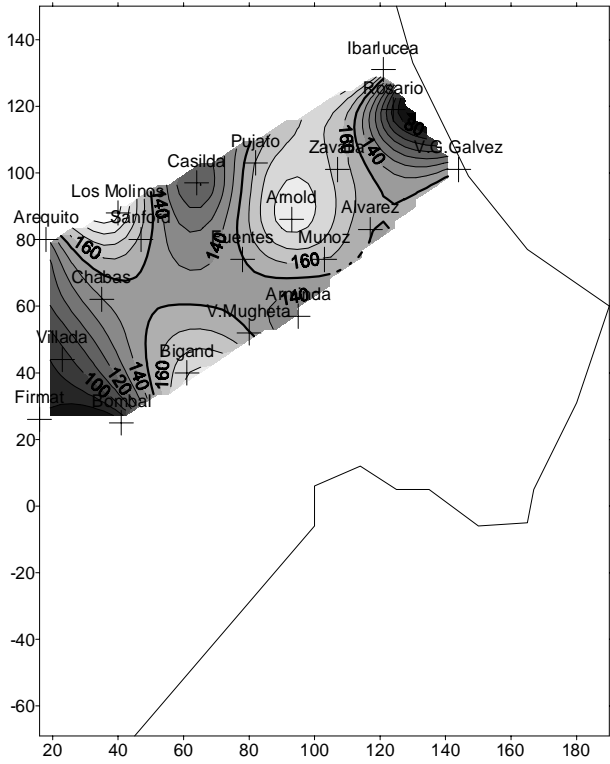 140
Ibarlucea
120
Rosario
80
160
140
Pujato
Zavalla
V.G.Galvez
100
Casilda
Los Molinos
140
Arnold
Arequito
Sanford
Alvarez
80
160
140
Fuentes
Munoz
160
Chabas
60
Arminda
140
V.Mugheta
Villada
Bigand
40
100
120
140
160
Firmat
Bombal
20
0
-20
-40
-60
20 40 60 80 100 120 140 160 180